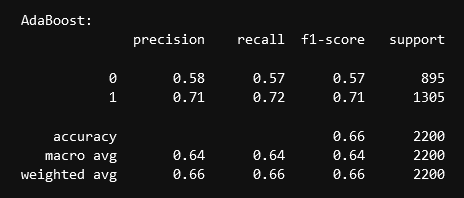 AdaBoost:
precision recall f1-score support
0 0.58 0.57 0.57 895
1 0.71 0.72 0.71 1305
accuracy 0.66 2200
macro avg 0.64 0.64 0.64 2200
weighted avg 0.66 0.66 0.66 2200